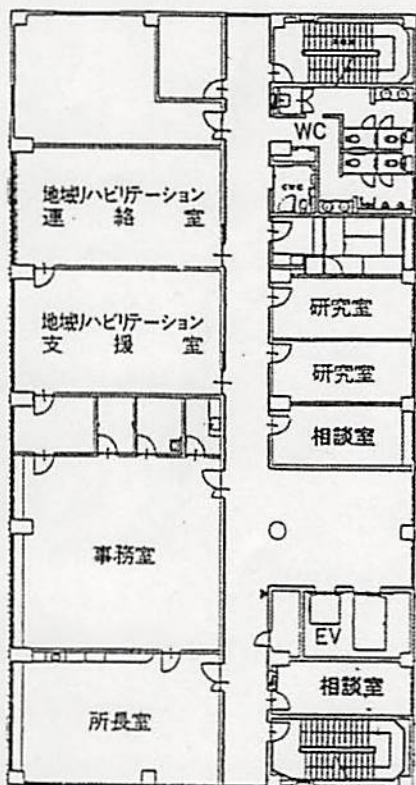 WC
地域リハビリテーション
連絡室
地域リハビリテーション
支援室
研究室
研究室
相談室
事務室
EV
相談室
所長室